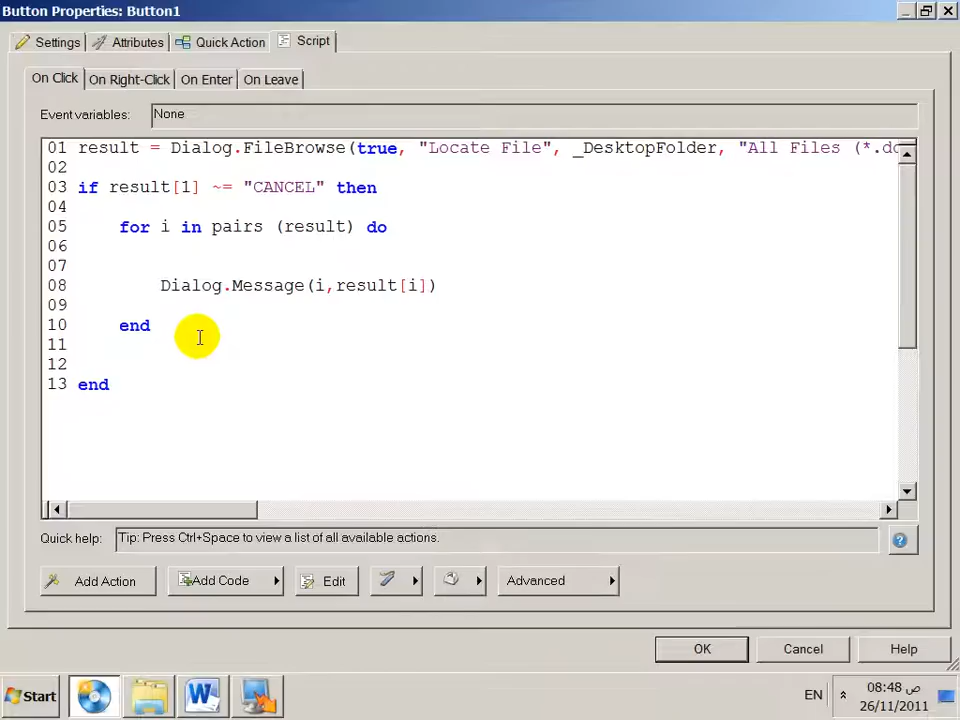 Button Properties: Button1
Settings Attributes Quick Action Script
On Click On Right-Click On Enter On Leave
Event variables: None
01 result = Dialog.FileBrowse(true, "Locate File", _DesktopFolder, "All Files (*.do
02
03 if result[1] ~= "CANCEL" then
04
05 for i in pairs (result) do
06
07
08 Dialog.Message(i,result[i])
09
10 end
11
12
13 end
Quick help: Tip: Press Ctrl+Space to view a list of all available actions.
Add Action Add Code Edit Advanced
OK Cancel Help
Start EN 08:48 ص
26/11/2011